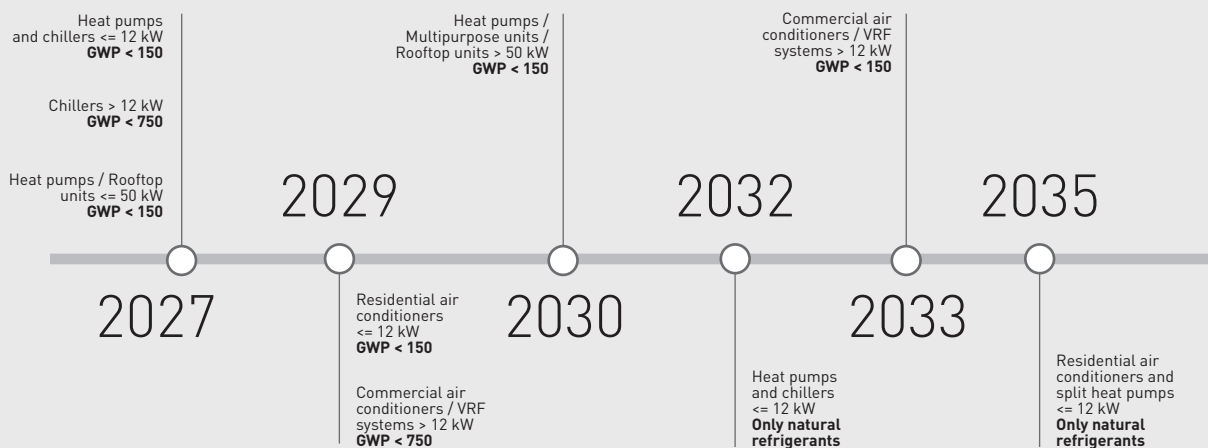 Heat pumps
and chillers <= 12 kW
GWP < 150
Chillers > 12 kW
GWP < 750
Heat pumps / Rooftop
units <= 50 kW
GWP < 150
2027
2029
Residential air
conditioners
<= 12 kW
GWP < 150
Commercial air
conditioners / VRF
systems > 12 kW
GWP < 750
Heat pumps /
Multipurpose units /
Rooftop units > 50 kW
GWP < 150
2030
2032
Heat pumps
and chillers
<= 12 kW
Only natural
refrigerants
Commercial air
conditioners / VRF
systems > 12 kW
GWP < 150
2033
2035
Residential air
conditioners and
split heat pumps
<= 12 kW
Only natural
refrigerants